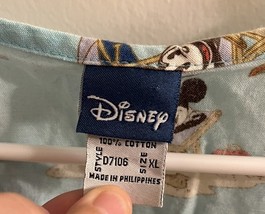 Disney
100% COTTON
STYLE D7106 SIZE XL
MADE IN PHILIPPINES